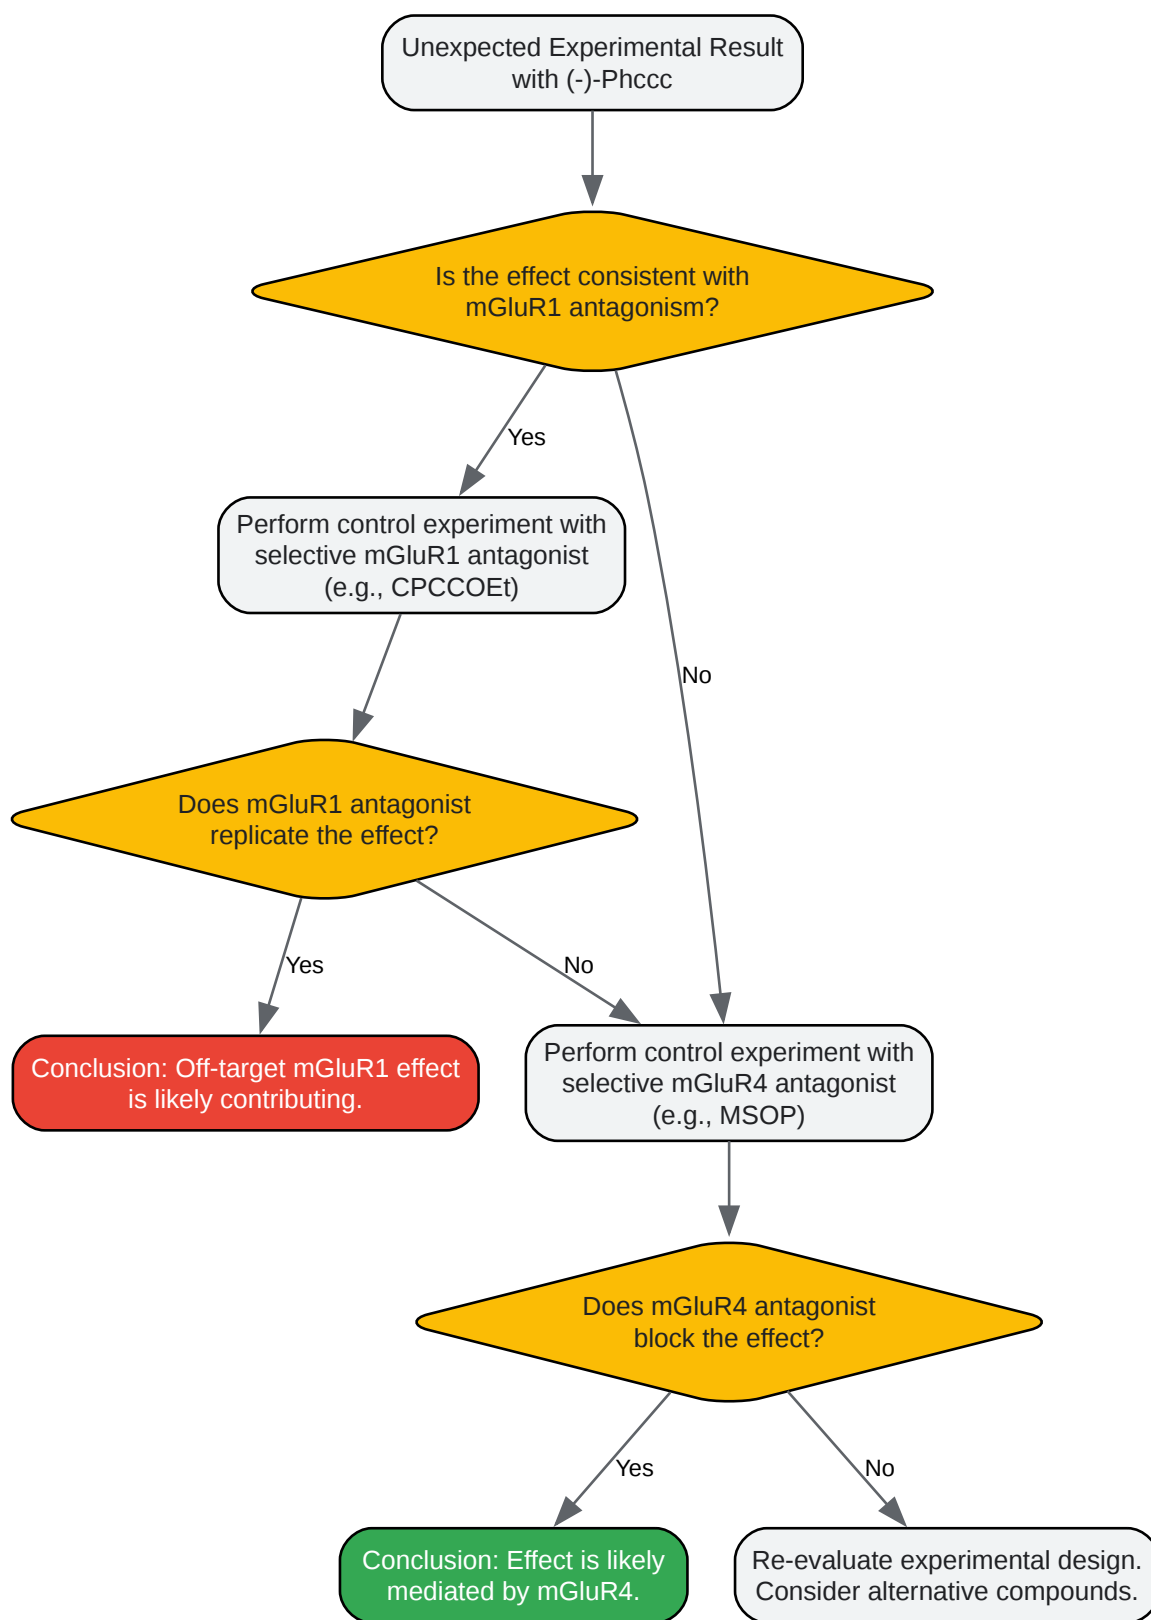 Unexpected Experimental Result
with (-)-Phccc
Is the effect consistent with
mGluR1 antagonism?
Yes
Perform control experiment with
selective mGluR1 antagonist
(e.g., CPCCOEt)
No
Does mGluR1 antagonist
replicate the effect?
Yes
No
Conclusion: Off-target mGluR1 effect
is likely contributing.
Perform control experiment with
selective mGluR4 antagonist
(e.g., MSOP)
Does mGluR4 antagonist
block the effect?
Yes
No
Conclusion: Effect is likely
mediated by mGluR4.
Re-evaluate experimental design.
Consider alternative compounds.